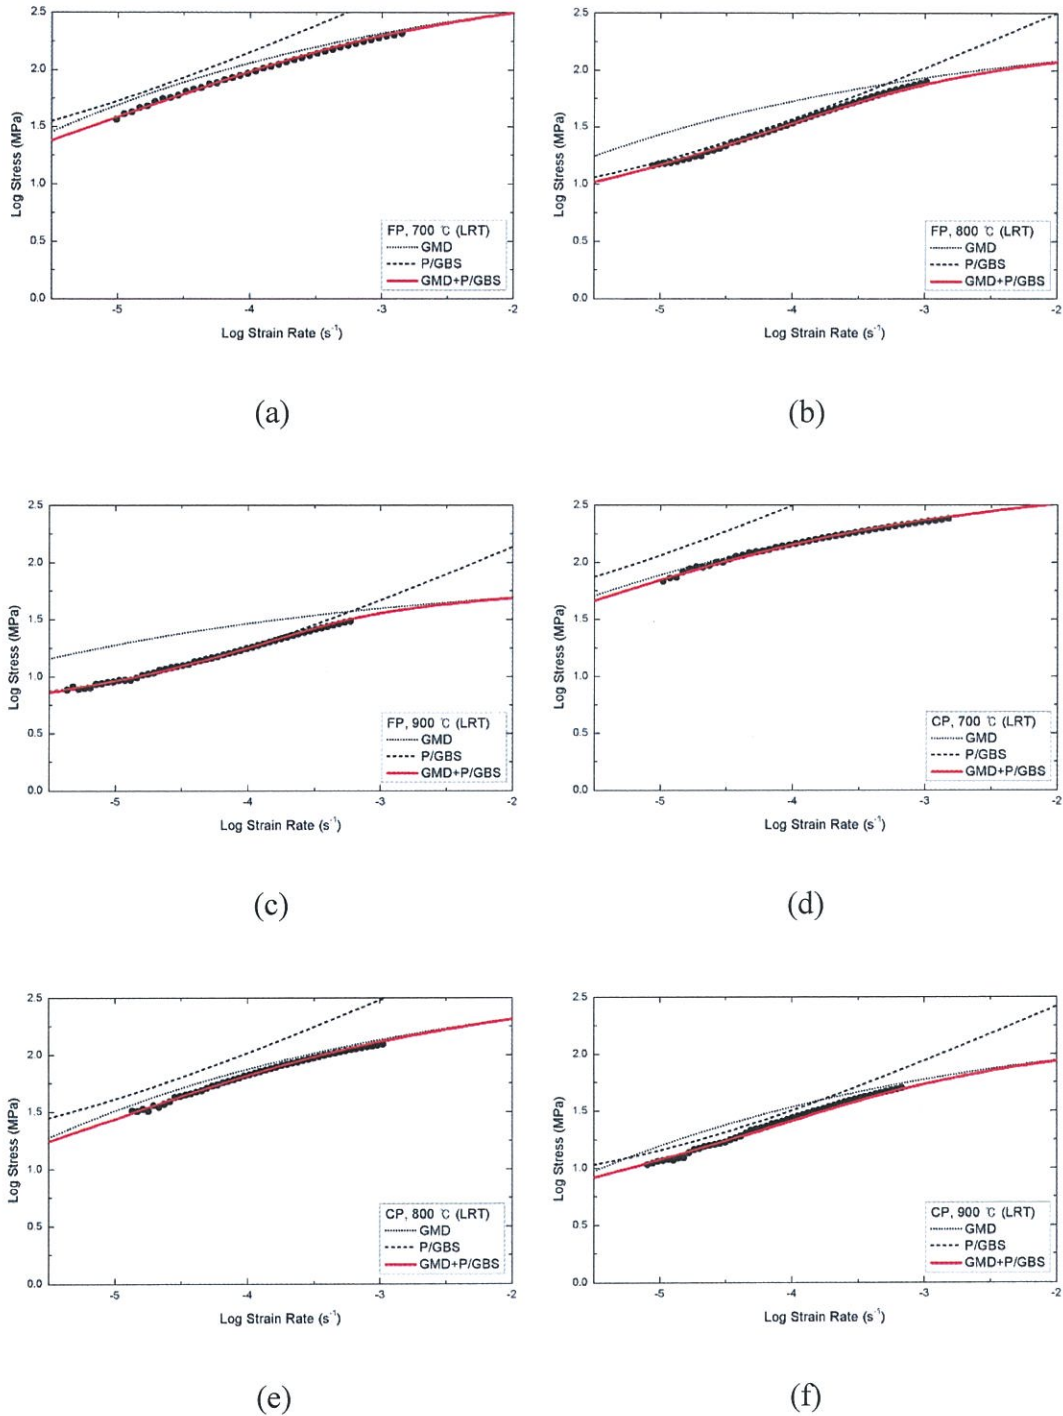 2.5
2.0
1.5
1.0
0.5
0.0
Log Stress (MPa)
FP, 700 ℃ (LRT)
GMD
P/GBS
GMD+P/GBS
-5 -4 -3 -2
Log Strain Rate (s⁻¹)
(a)
2.5
2.0
1.5
1.0
0.5
0.0
Log Stress (MPa)
FP, 800 ℃ (LRT)
GMD
P/GBS
GMD+P/GBS
-5 -4 -3 -2
Log Strain Rate (s⁻¹)
(b)
2.5
2.0
1.5
1.0
0.5
0.0
Log Stress (MPa)
FP, 900 ℃ (LRT)
GMD
P/GBS
GMD+P/GBS
-5 -4 -3 -2
Log Strain Rate (s⁻¹)
(c)
2.5
2.0
1.5
1.0
0.5
0.0
Log Stress (MPa)
CP, 700 ℃ (LRT)
GMD
P/GBS
GMD+P/GBS
-5 -4 -3 -2
Log Strain Rate (s⁻¹)
(d)
2.5
2.0
1.5
1.0
0.5
0.0
Log Stress (MPa)
CP, 800 ℃ (LRT)
GMD
P/GBS
GMD+P/GBS
-5 -4 -3 -2
Log Strain Rate (s⁻¹)
(e)
2.5
2.0
1.5
1.0
0.5
0.0
Log Stress (MPa)
CP, 900 ℃ (LRT)
GMD
P/GBS
GMD+P/GBS
-5 -4 -3 -2
Log Strain Rate (s⁻¹)
(f)